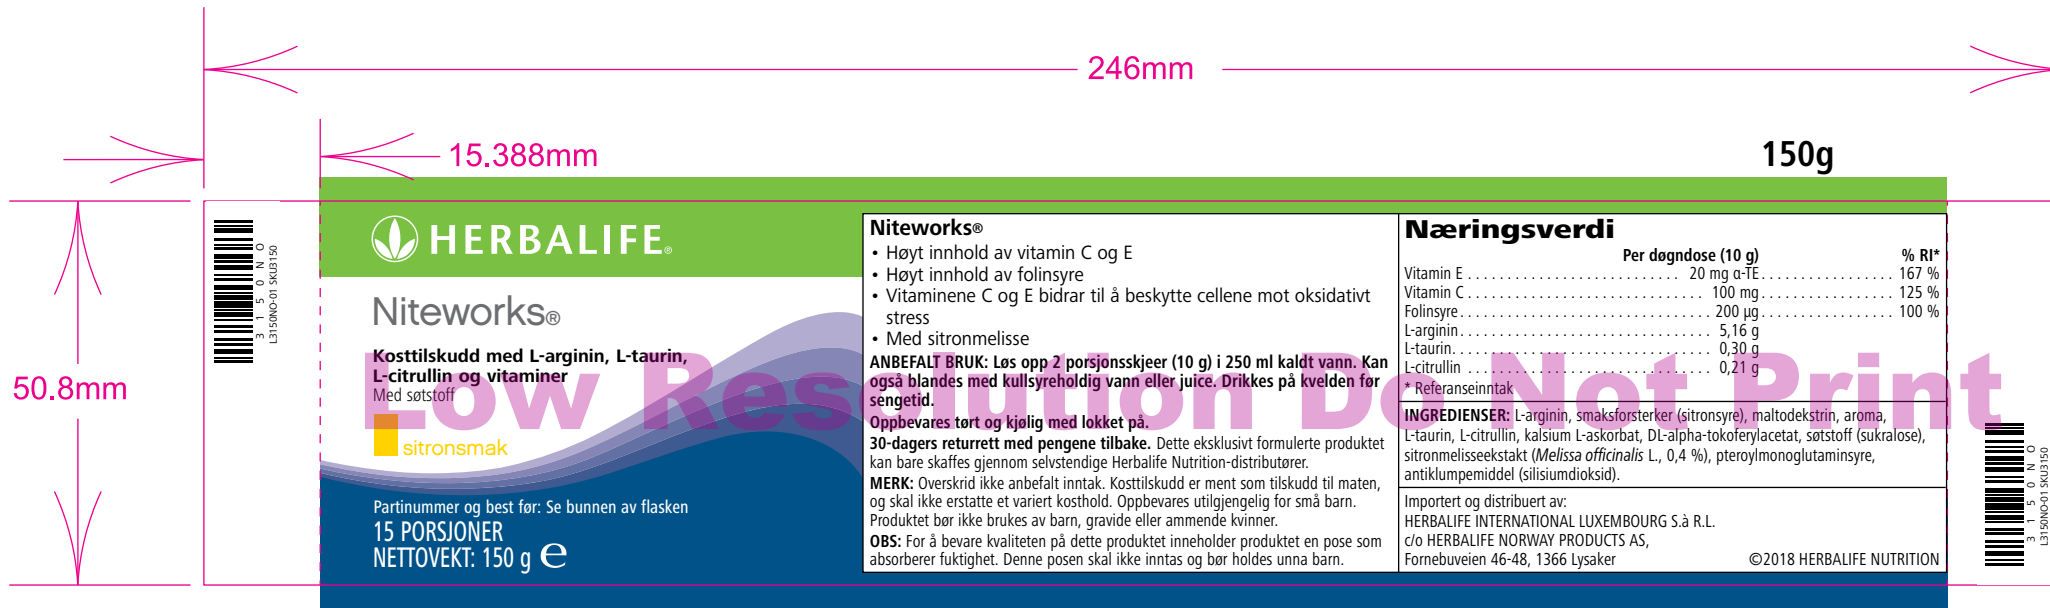 246mm
15.388mm
150g
50.8mm
3 1 5 0 N O
L3150NO-01 SKU3150
HERBALIFE®
Niteworks®
Kosttilskudd med L-arginin, L-taurin,
L-citrullin og vitaminer
Med søtstoff
sitronsmak
Partinummer og best før: Se bunnen av flasken
15 PORSJONER
NETTOVEKT: 150 g e
Niteworks®
• Høyt innhold av vitamin C og E
• Høyt innhold av folinsyre
• Vitaminene C og E bidrar til å beskytte cellene mot oksidativt
stress
• Med sitronmelisse
ANBEFALT BRUK: Løs opp 2 porsjonsskjeer (10 g) i 250 ml kaldt vann. Kan
også blandes med kullsyreholdig vann eller juice. Drikkes på kvelden før
sengetid.
Oppbevares tørt og kjølig med lokket på.
30-dagers returrett med pengene tilbake. Dette eksklusivt formulerte produktet
kan bare skaffes gjennom selvstendige Herbalife Nutrition-distributører.
MERK: Overskrid ikke anbefalt inntak. Kosttilskudd er ment som tilskudd til maten,
og skal ikke erstatte et variert kosthold. Oppbevares utilgjengelig for små barn.
Produktet bør ikke brukes av barn, gravide eller ammende kvinner.
OBS: For å bevare kvaliteten på dette produktet inneholder produktet en pose som
absorberer fuktighet. Denne posen skal ikke inntas og bør holdes unna barn.
Næringsverdi
Per døgndose (10 g) % RI*
Vitamin E 20 mg α-TE 167 %
Vitamin C 100 mg 125 %
Folinsyre 200 µg 100 %
L-arginin 5,16 g
L-taurin 0,30 g
L-citrullin 0,21 g
* Referanseinntak
INGREDIENSER: L-arginin, smaksforsterker (sitronsyre), maltodekstrin, aroma,
L-taurin, L-citrullin, kalsium L-askorbat, DL-alpha-tokoferylacetat, søtstoff (sukralose),
sitronmelisseekstakt (Melissa officinalis L., 0,4 %), pteroylmonoglutaminsyre,
antiklumpemiddel (silisiumdioksid).
Importert og distribuert av:
HERBALIFE INTERNATIONAL LUXEMBOURG S.à R.L.
c/o HERBALIFE NORWAY PRODUCTS AS,
Fornebuveien 46-48, 1366 Lysaker ©2018 HERBALIFE NUTRITION
3 1 5 0 N O
L3150NO-01 SKU3150
Low Resolution Do Not Print